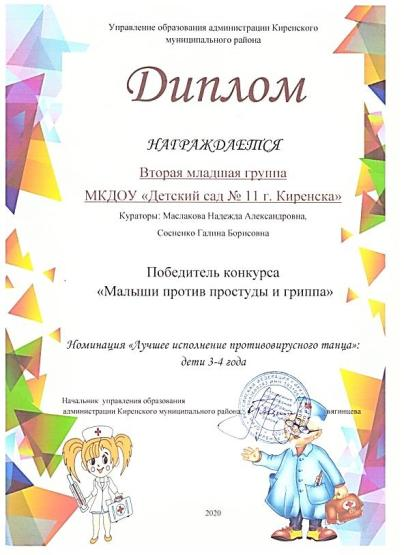 Управление образования администрации Киренского
муниципального района
Диплом
НАГРАЖДАЕТСЯ
Вторая младшая группа
МКДОУ «Детский сад № 11 г. Киренска»
Кураторы: Маслакова Надежда Александровна,
Сосненко Галина Борисовна
Победитель конкурса
«Малыши против простуды и гриппа»
Номинация «Лучшее исполнение противовирусного танца»:
дети 3-4 года
Начальник управления образования
администрации Киренского муниципального района
вягинцева
2020